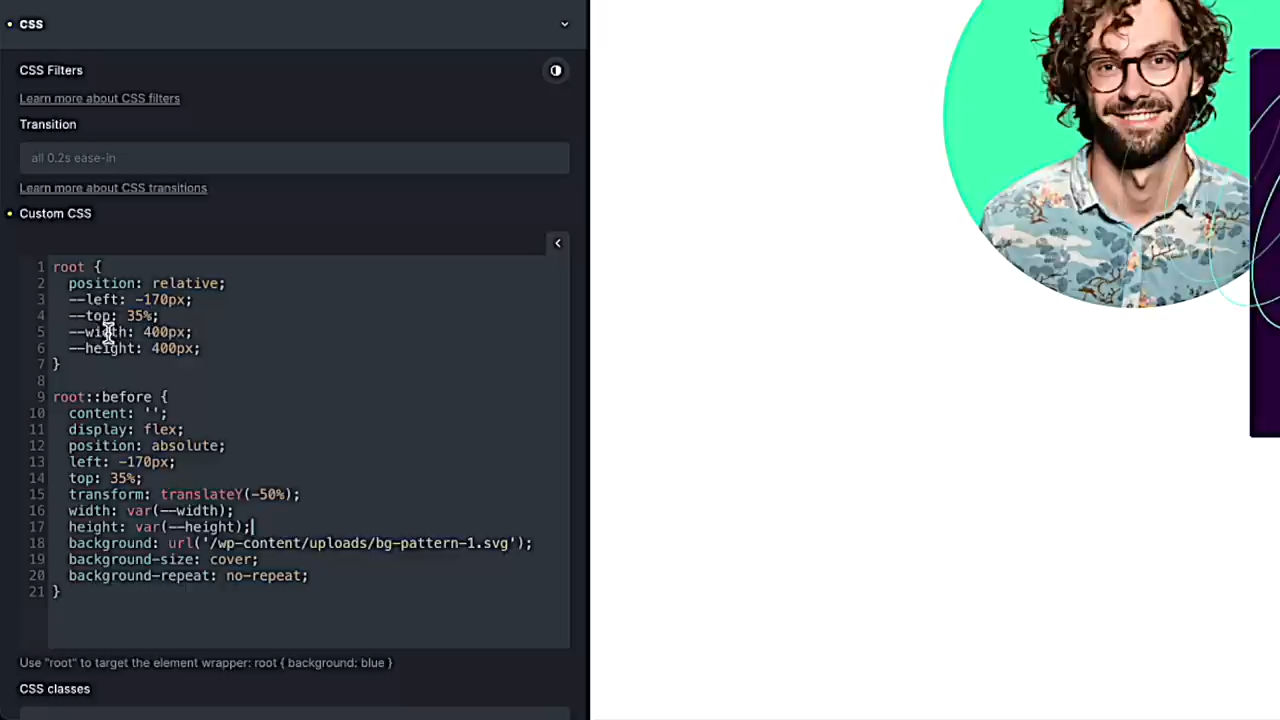 CSS
CSS Filters
Learn more about CSS filters
Transition
all 0.2s ease-in
Learn more about CSS transitions
Custom CSS
1 root {
2 position: relative;
3 --left: -170px;
4 --top: 35%;
5 --width: 400px;
6 --height: 400px;
7 }
8
9 root::before {
10 content: '';
11 display: flex;
12 position: absolute;
13 left: -170px;
14 top: 35%;
15 transform: translateY(-50%);
16 width: var(--width);
17 height: var(--height);
18 background: url('/wp-content/uploads/bg-pattern-1.svg');
19 background-size: cover;
20 background-repeat: no-repeat;
21 }
Use "root" to target the element wrapper: root { background: blue }
CSS classes